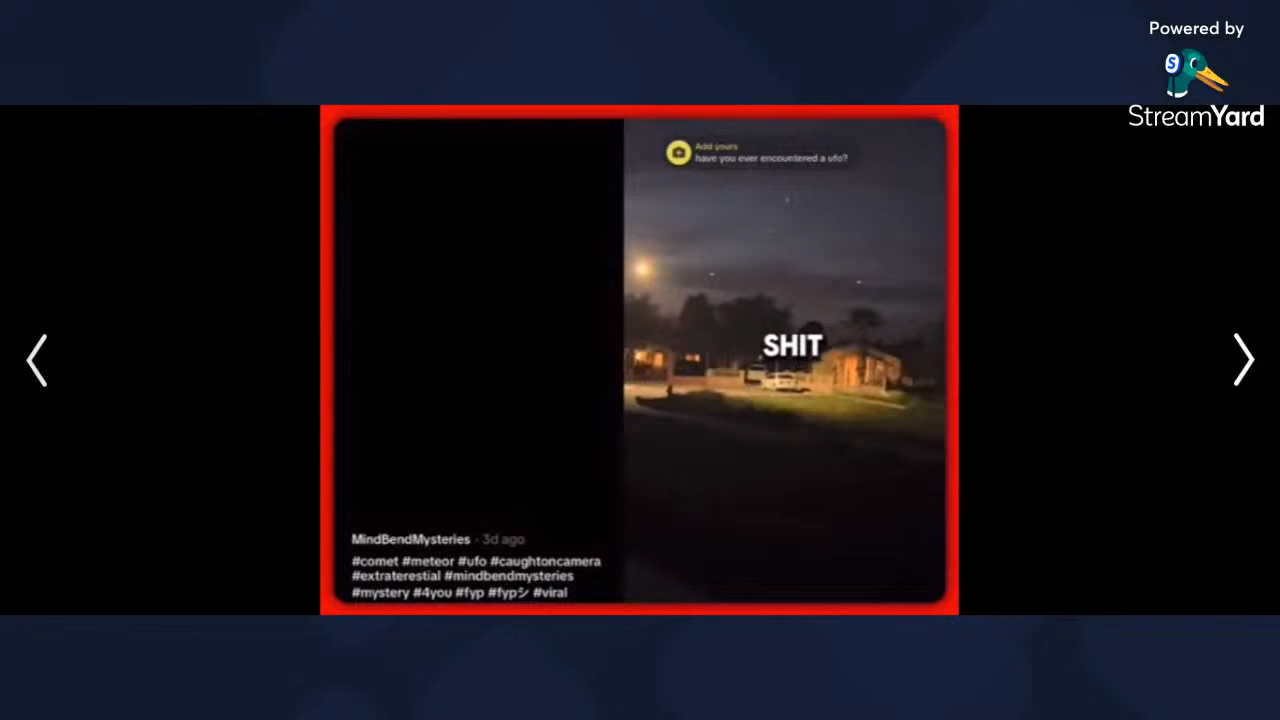 Powered by
S
StreamYard
Add yours
have you ever encountered a ufo?
SHIT
MindBendMysteries · 3d ago
#comet #meteor #ufo #caughtoncamera
#extraterestial #mindbendmysteries
#mystery #4you #fyp #fypシ #viral